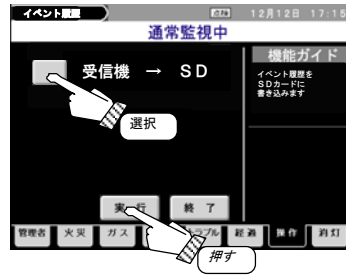 イベント履歴
点検 12月12日 17:15
通常監視中
受信機 → SD
選択
機能ガイド
イベント履歴を
SDカードに
書き込みます
実行 終了
管理者 火災 ガス トラブル 経過 操作 消灯
押す